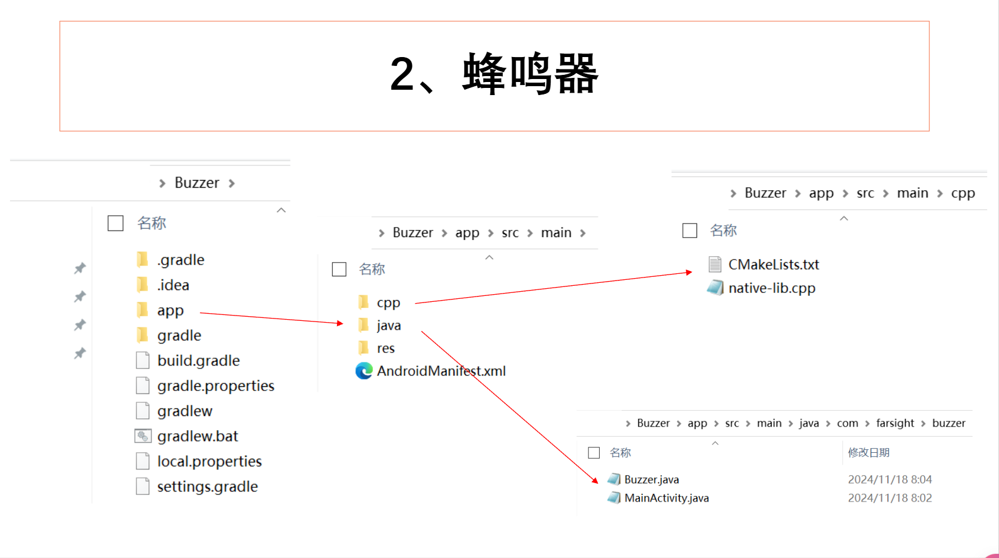 2、蜂鸣器
Buzzer
名称
.gradle
.idea
app
gradle
build.gradle
gradle.properties
gradlew
gradlew.bat
local.properties
settings.gradle
Buzzer app src main
名称
cpp
java
res
AndroidManifest.xml
Buzzer app src main cpp
名称
CMakeLists.txt
native-lib.cpp
Buzzer app src main java com farsight buzzer
名称 修改日期
Buzzer.java 2024/11/18 8:04
MainActivity.java 2024/11/18 8:02